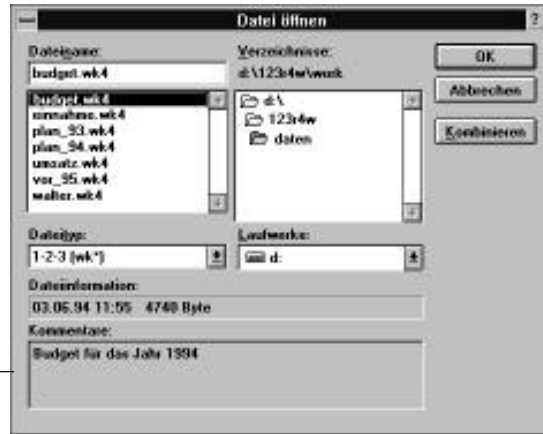 Datei öffnen
?
Dateiname:
budget.wk4
budget.wk4
einnahme.wk4
plan_93.wk4
plan_94.wk4
umsatz.wk4
vor_95.wk4
walter.wk4
Verzeichnisse:
d:\123r4w\work
d:\
123r4w
daten
OK
Abbrechen
Kombinieren
Dateityp:
1-2-3 (wk*)
Laufwerke:
d:
Dateiinformation:
03.06.94 11:55 4740 Byte
Kommentare:
Budget für das Jahr 1994